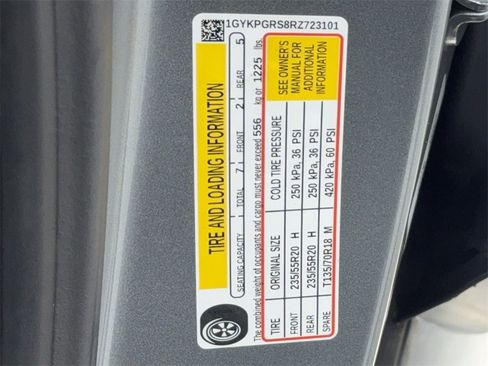 1GYKPGRS8RZ723101
TIRE AND LOADING INFORMATION
SEATING CAPACITY | TOTAL 7 | FRONT 2 | REAR 5
The combined weight of occupants and cargo must never exceed 556 kg or 1225 lbs.
TIRE ORIGINAL SIZE COLD TIRE PRESSURE
FRONT 235/55R20 H 250 kPa, 36 PSI
REAR 235/55R20 H 250 kPa, 36 PSI
SPARE T135/70R18 M 420 kPa, 60 PSI
SEE OWNER'S
MANUAL FOR
ADDITIONAL
INFORMATION